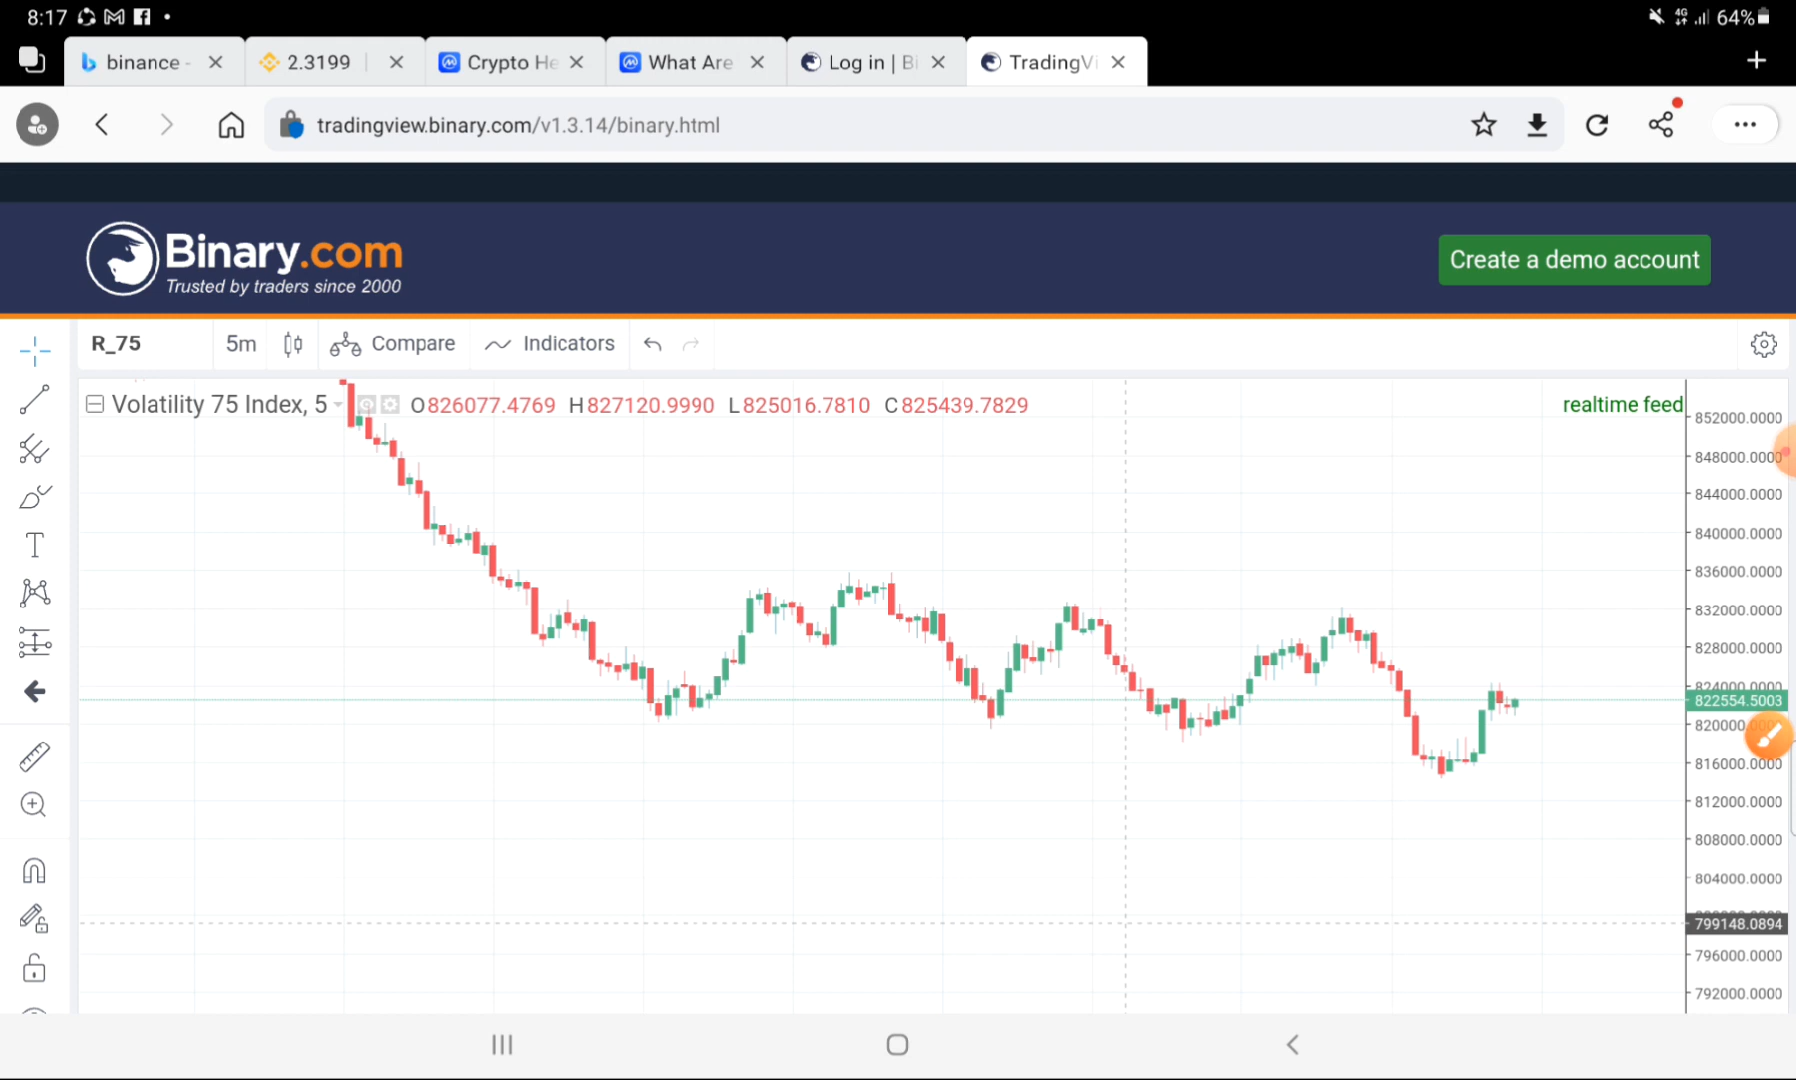 8:17
4G 64%
binance -
2.3199
Crypto He
What Are
Log in | Bi
TradingVi
tradingview.binary.com/v1.3.14/binary.html
Binary.com
Trusted by traders since 2000
Create a demo account
R_75
5m
Compare
Indicators
Volatility 75 Index, 5
O826077.4769 H827120.9990 L825016.7810 C825439.7829
realtime feed
852000.0000
848000.0000
844000.0000
840000.0000
836000.0000
832000.0000
828000.0000
824000.0000
822554.5003
820000
816000.0000
812000.0000
808000.0000
804000.0000
799148.0894
796000.0000
792000.0000